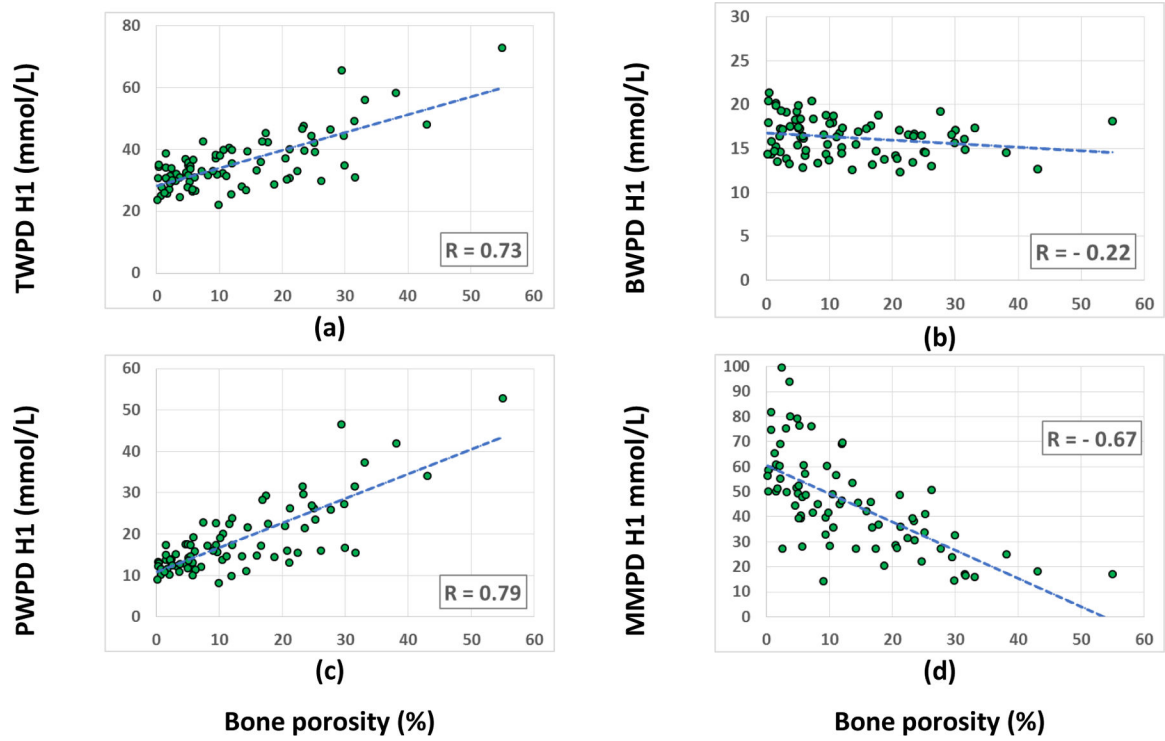 TWPD H1 (mmol/L)
80
60
40
20
0
0 10 20 30 40 50 60
R = 0.73
(a)
BWPD H1 (mmol/L)
30
25
20
15
10
5
0
0 10 20 30 40 50 60
R = - 0.22
(b)
PWPD H1 (mmol/L)
60
50
40
30
20
10
0
0 10 20 30 40 50 60
R = 0.79
(c)
Bone porosity (%)
MMPD H1 mmol/L)
100
90
80
70
60
50
40
30
20
10
0
0 10 20 30 40 50 60
R = - 0.67
(d)
Bone porosity (%)